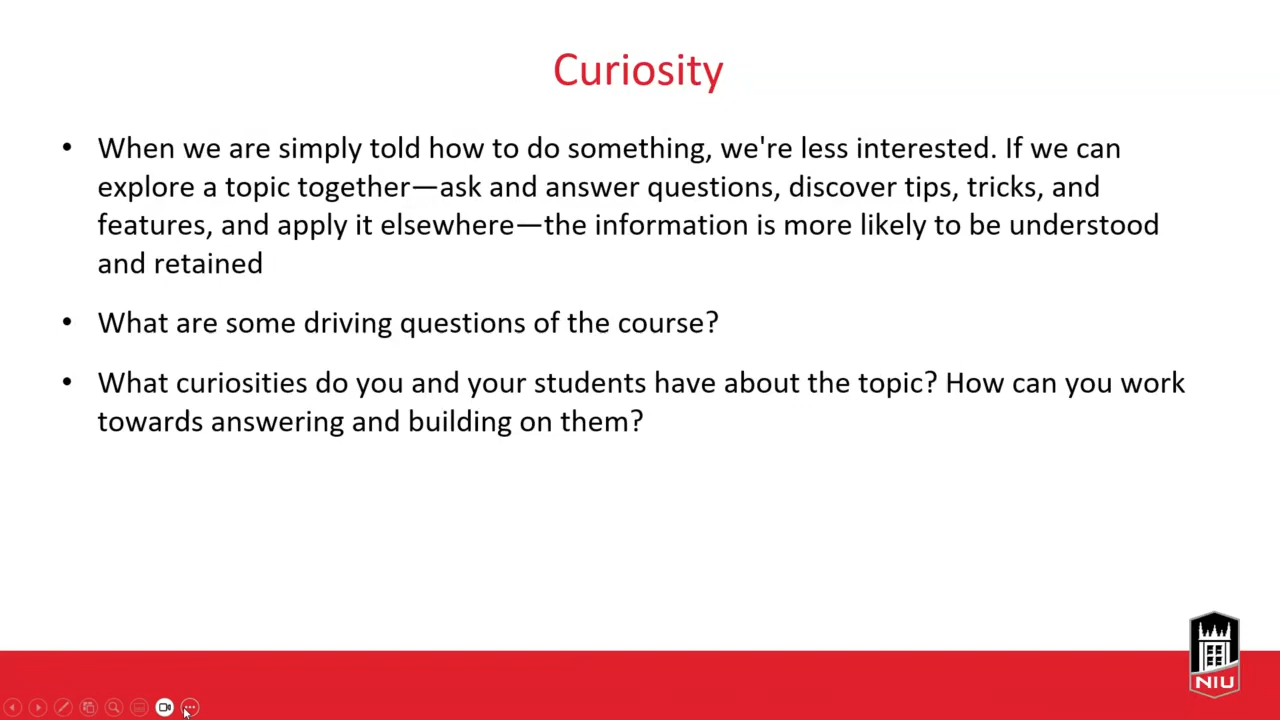 Curiosity
• When we are simply told how to do something, we're less interested. If we can
explore a topic together—ask and answer questions, discover tips, tricks, and
features, and apply it elsewhere—the information is more likely to be understood
and retained
• What are some driving questions of the course?
• What curiosities do you and your students have about the topic? How can you work
towards answering and building on them?
NIU